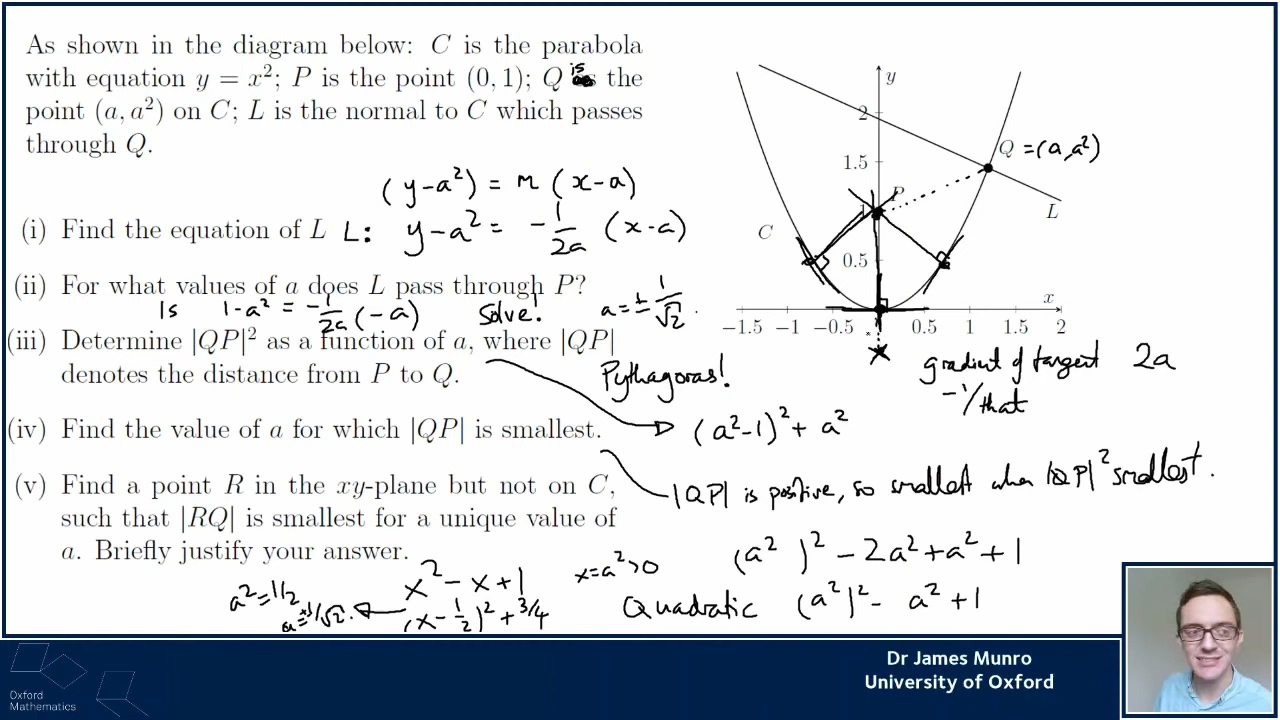 As shown in the diagram below: C is the parabola
with equation y = x²; P is the point (0, 1); Q is the
point (a, a²) on C; L is the normal to C which passes
through Q.
(y-a²) = m (x-a)
(i) Find the equation of L L: y-a² = -1/2a (x-a)
(ii) For what values of a does L pass through P?
Is 1-a² = -1/2a (-a) Solve! a = ± 1/√2.
(iii) Determine |QP|² as a function of a, where |QP|
denotes the distance from P to Q. Pythagoras!
(a²-1)² + a²
(iv) Find the value of a for which |QP| is smallest.
|QP| is positive, so smallest when |QP|² smallest.
(v) Find a point R in the xy-plane but not on C,
such that |RQ| is smallest for a unique value of
a. Briefly justify your answer.
(a² )² - 2a² + a² + 1
x = a² > 0
Quadratic (a²)² - a² + 1
x² - x + 1
(x - 1/2)² + 3/4
a² = 1/2
a = ±1/√2.
y
2
1.5
1
0.5
Q = (a, a²)
P
L
C
x
−1.5 −1 −0.5 0.5 1 1.5 2
gradient of tangent 2a
-1/that
Dr James Munro
University of Oxford
Oxford
Mathematics